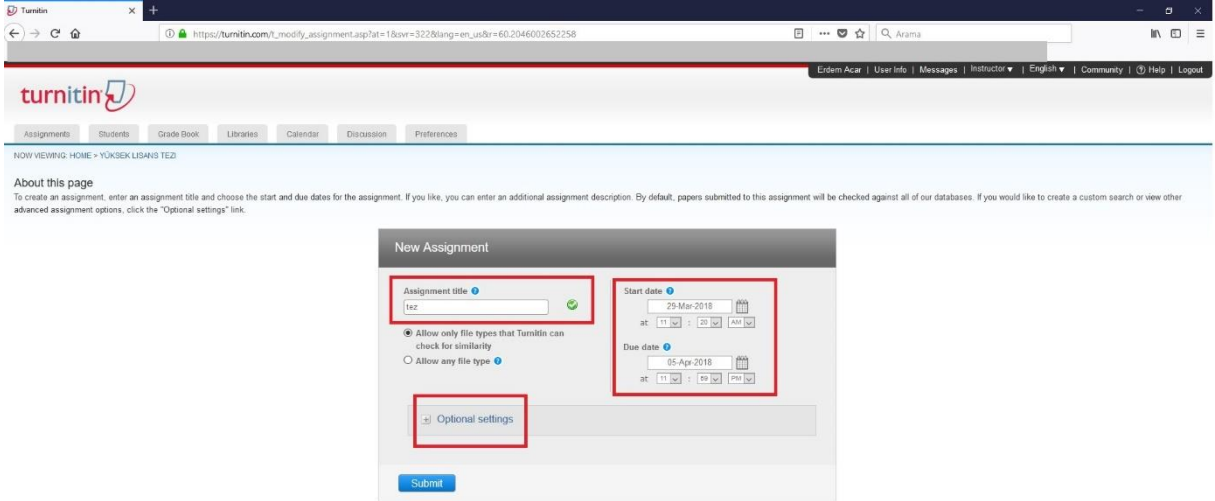 Turnitin
https://turnitin.com/t_modify_assignment.asp?at=1&svr=322&lang=en_us&r=60.2046002652258
Arama
Erdem Acar | User Info | Messages | Instructor ▼ | English ▼ | Community | ? Help | Logout
turnitin
Assignments Students Grade Book Libraries Calendar Discussion Preferences
NOW VIEWING: HOME > YÜKSEK LISANS TEZI
About this page
To create an assignment, enter an assignment title and choose the start and due dates for the assignment. If you like, you can enter an additional assignment description. By default, papers submitted to this assignment will be checked against all of our databases. If you would like to create a custom search or view other
advanced assignment options, click the "Optional settings" link.
New Assignment
Assignment title ?
tez
Allow only file types that Turnitin can
check for similarity
Allow any file type ?
Start date ?
29-Mar-2018
at 11 : 20 AM
Due date ?
05-Apr-2018
at 11 : 59 PM
Optional settings
Submit